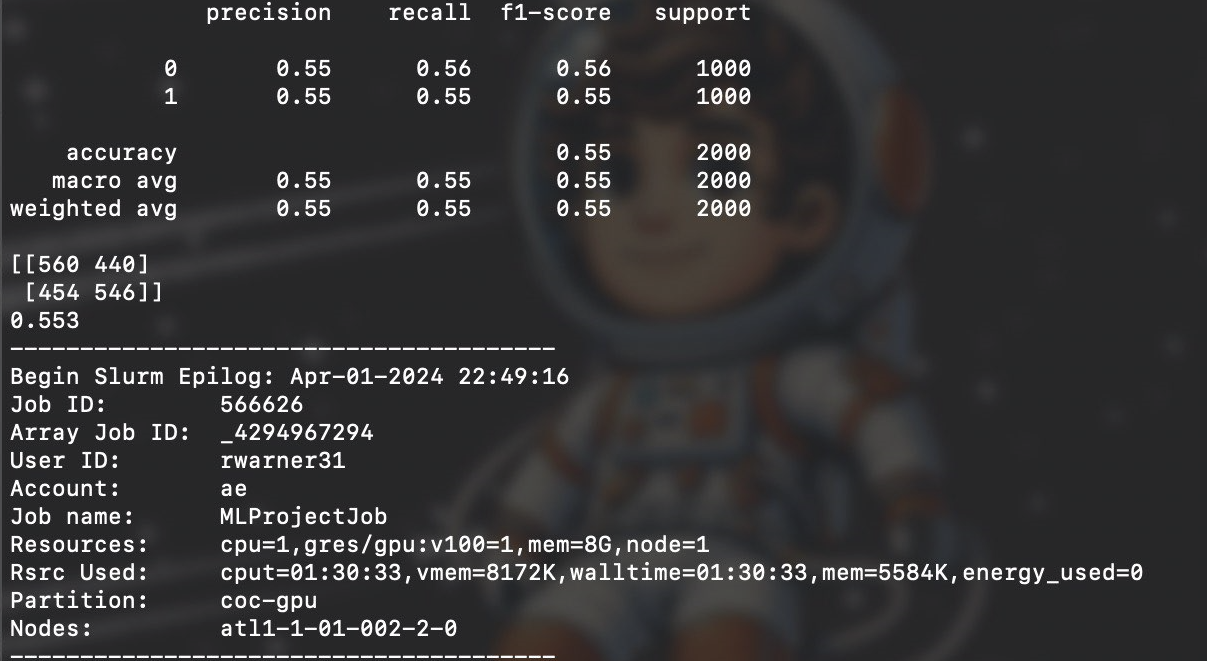 precision recall f1-score support
0 0.55 0.56 0.56 1000
1 0.55 0.55 0.55 1000
accuracy 0.55 2000
macro avg 0.55 0.55 0.55 2000
weighted avg 0.55 0.55 0.55 2000
[[560 440]
[454 546]]
0.553
---------------------------------------
Begin Slurm Epilog: Apr-01-2024 22:49:16
Job ID: 566626
Array Job ID: _4294967294
User ID: rwarner31
Account: ae
Job name: MLProjectJob
Resources: cpu=1,gres/gpu:v100=1,mem=8G,node=1
Rsrc Used: cput=01:30:33,vmem=8172K,walltime=01:30:33,mem=5584K,energy_used=0
Partition: coc-gpu
Nodes: atl1-1-01-002-2-0
---------------------------------------